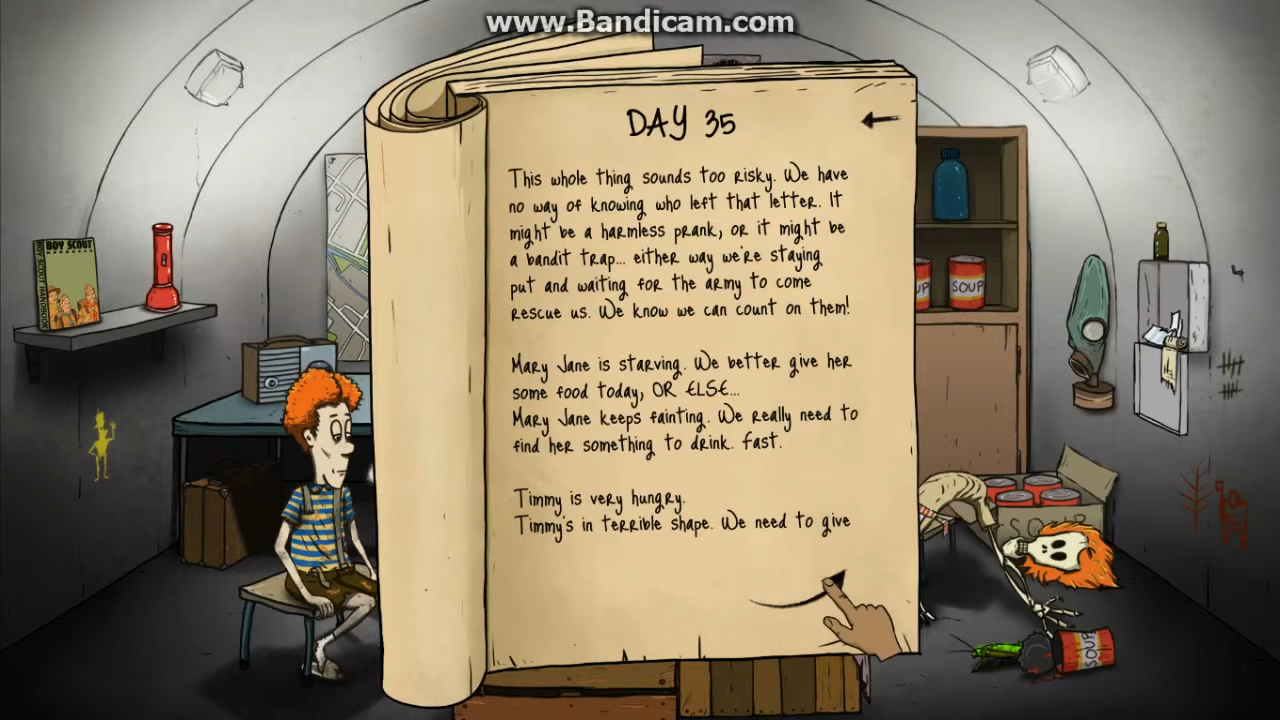 www.Bandicam.com
DAY 35
This whole thing sounds too risky. We have
no way of knowing who left that letter. It
might be a harmless prank, or it might be
a bandit trap... either way we're staying
put and waiting for the army to come
rescue us. We know we can count on them!
Mary Jane is starving. We better give her
some food today, OR ELSE...
Mary Jane keeps fainting. We really need to
find her something to drink. Fast.
Timmy is very hungry.
Timmy's in terrible shape. We need to give
BOY SCOUT
BOY SCOUT HANDBOOK
UP
SOUP
SOUP
SOUP